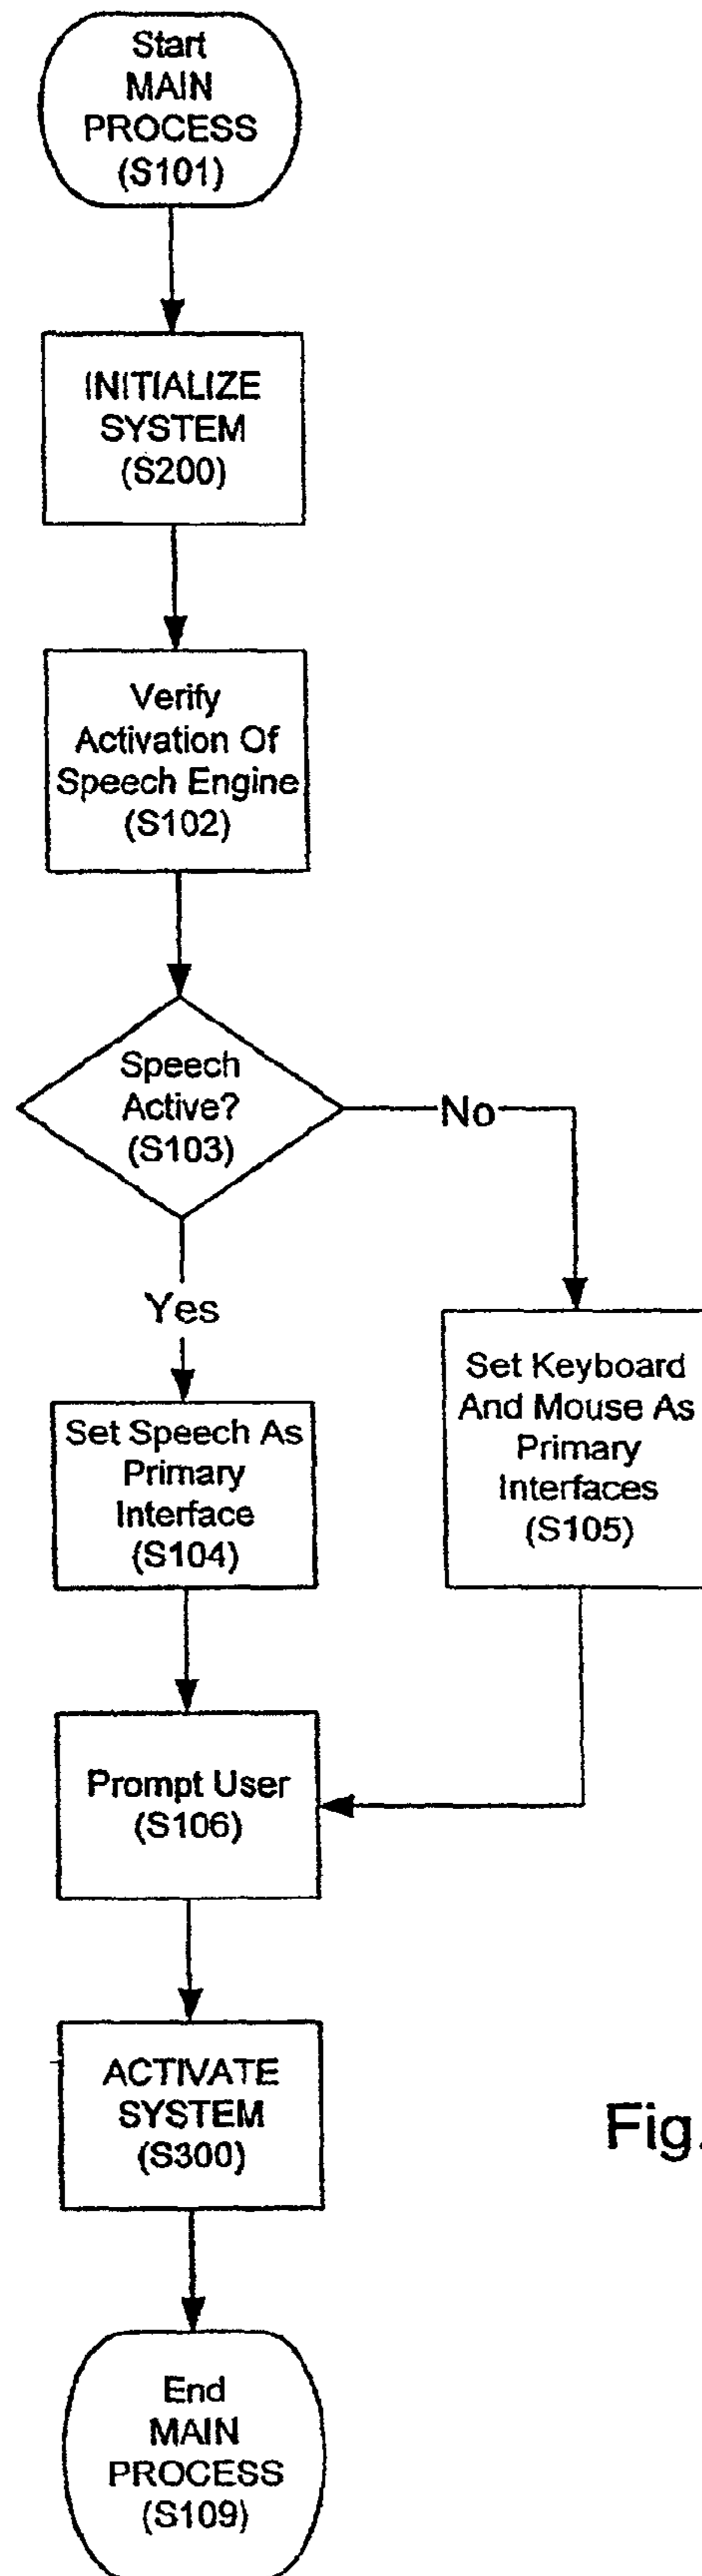 Start
MAIN
PROCESS
(S101)
INITIALIZE
SYSTEM
(S200)
Verify
Activation Of
Speech Engine
(S102)
Speech
Active?
(S103)
No
Yes
Set Speech As
Primary
Interface
(S104)
Set Keyboard
And Mouse As
Primary
Interfaces
(S105)
Prompt User
(S106)
ACTIVATE
SYSTEM
(S300)
Fig.
End
MAIN
PROCESS
(S109)